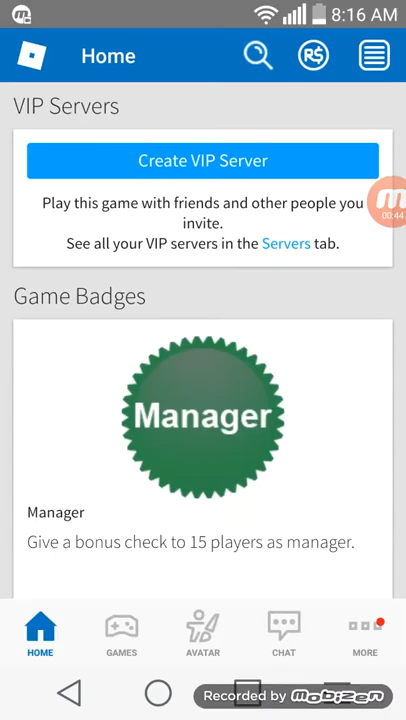 8:16 AM
Home
R$
VIP Servers
Create VIP Server
Play this game with friends and other people you
invite.
See all your VIP servers in the Servers tab.
00:44
Game Badges
Manager
Manager
Give a bonus check to 15 players as manager.
HOME
GAMES
AVATAR
CHAT
MORE
Recorded by mobizen